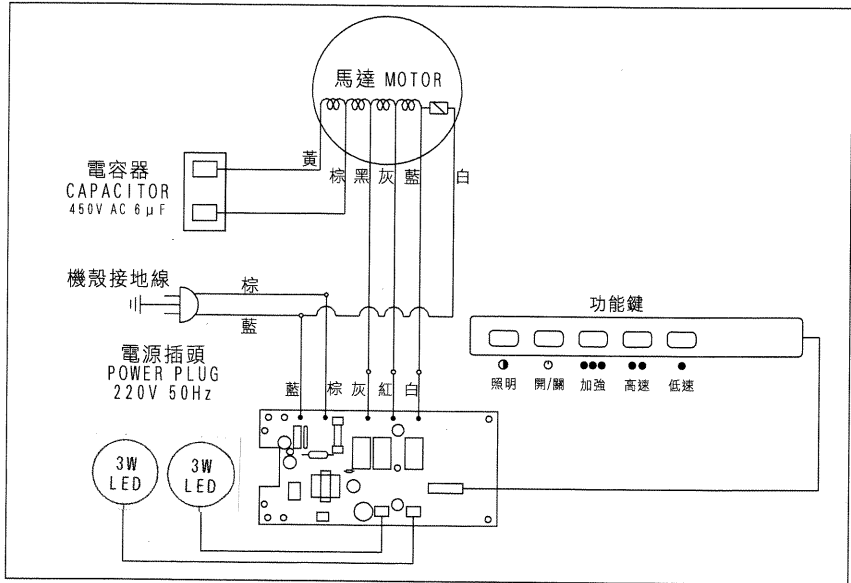 馬達 MOTOR
黃
棕 黑 灰 藍 白
電容器
CAPACITOR
450V AC 6μF
機殼接地線
棕
藍
電源插頭
POWER PLUG
220V 50Hz
藍 棕 灰 紅 白
功能鍵
照明 開/關 加強 高速 低速
3W
LED
3W
LED